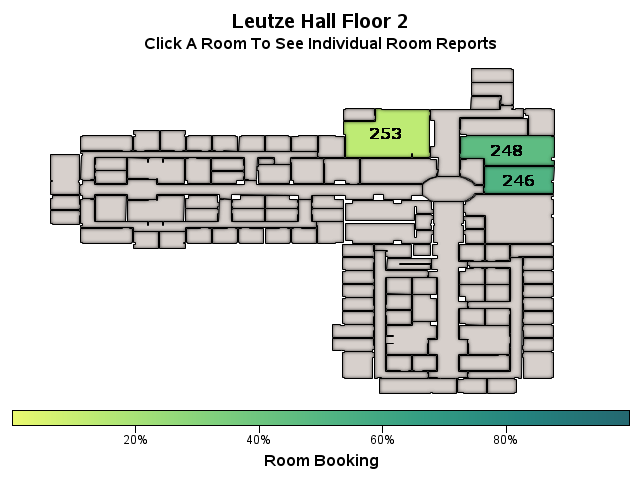 Leutze Hall Floor 2
Click A Room To See Individual Room Reports
253
248
246
20% 40% 60% 80%
Room Booking